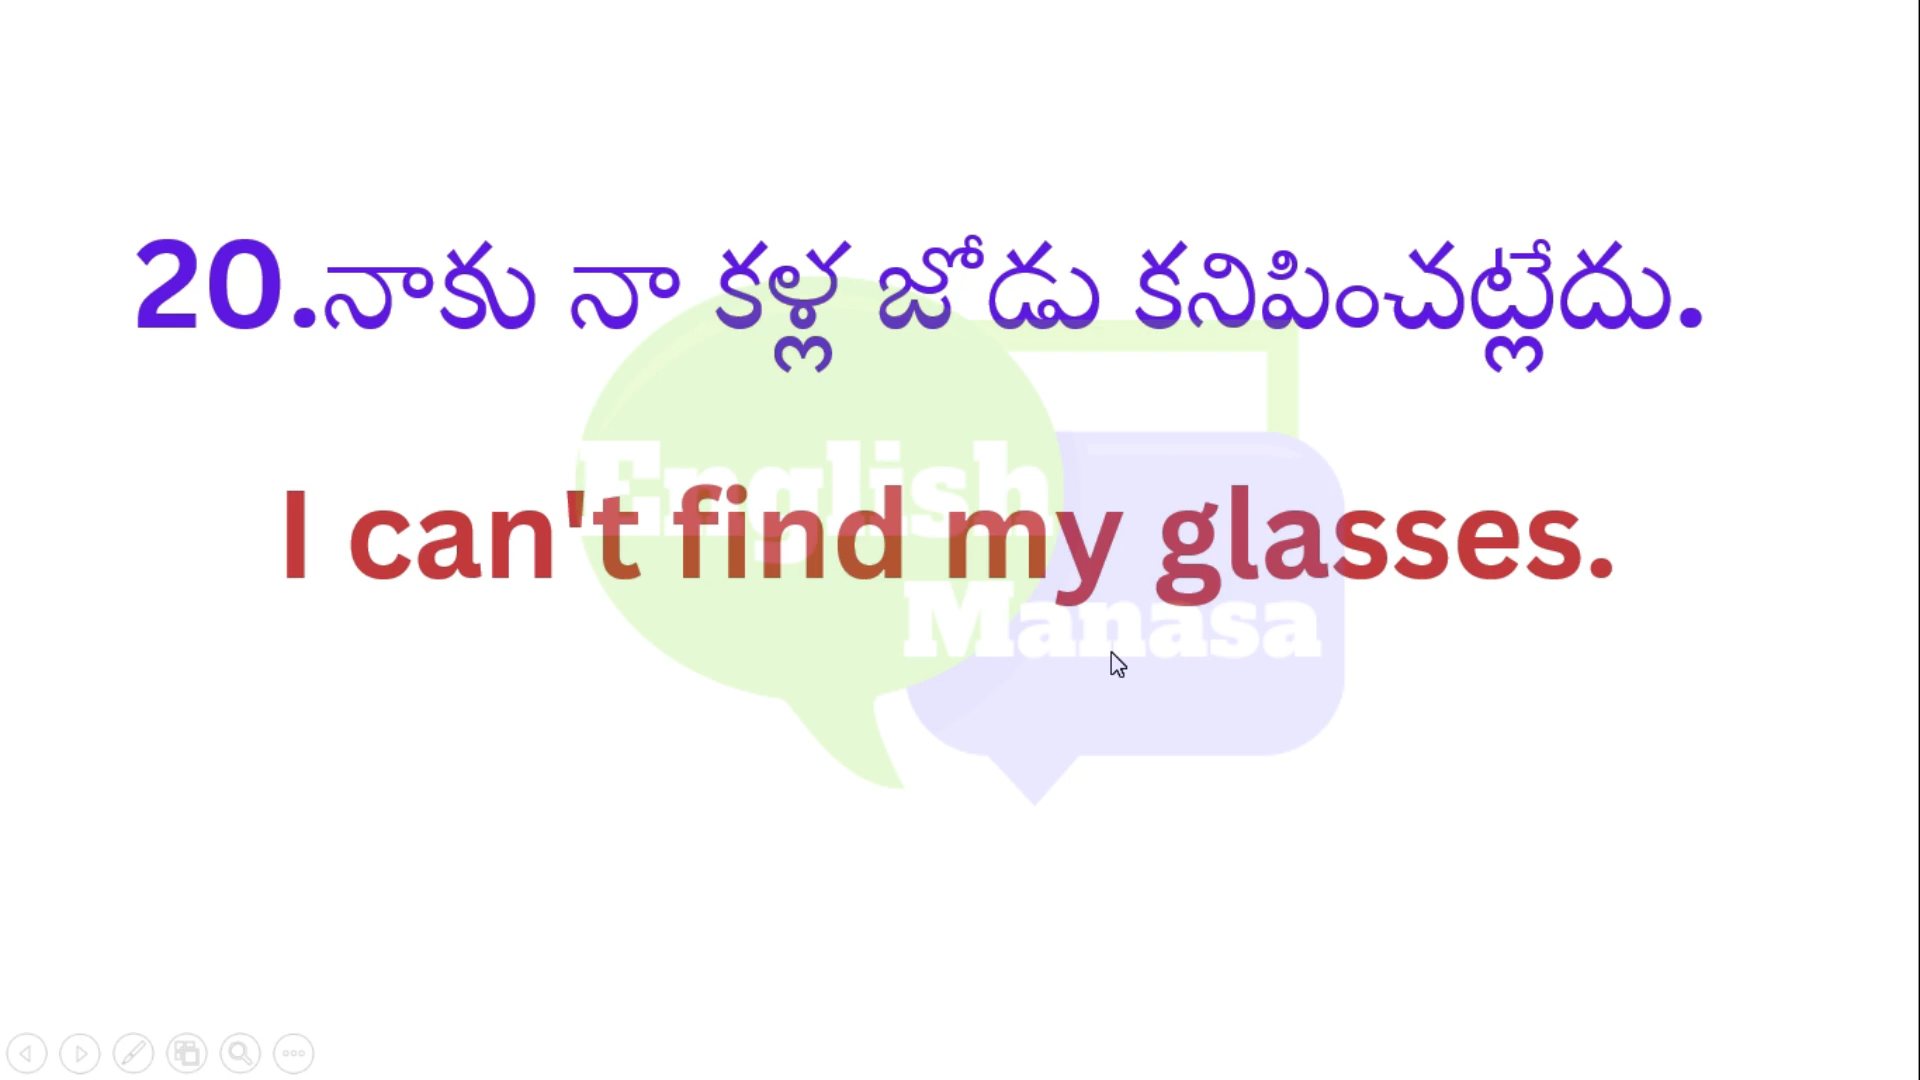 20.నాకు నా కళ్ల జోడు కనిపించట్లేదు.
I can't find my glasses.
English
Manasa